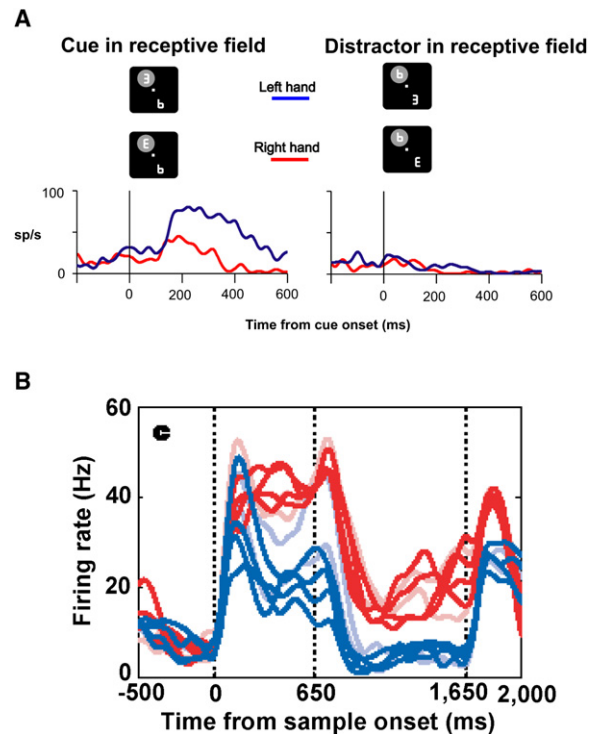 A
Cue in receptive field
Distractor in receptive field
Left hand
Right hand
100
sp/s
0
0 200 400 600
0 200 400 600
Time from cue onset (ms)
B
60
40
20
0
Firing rate (Hz)
-500 0 650 1,650 2,000
Time from sample onset (ms)